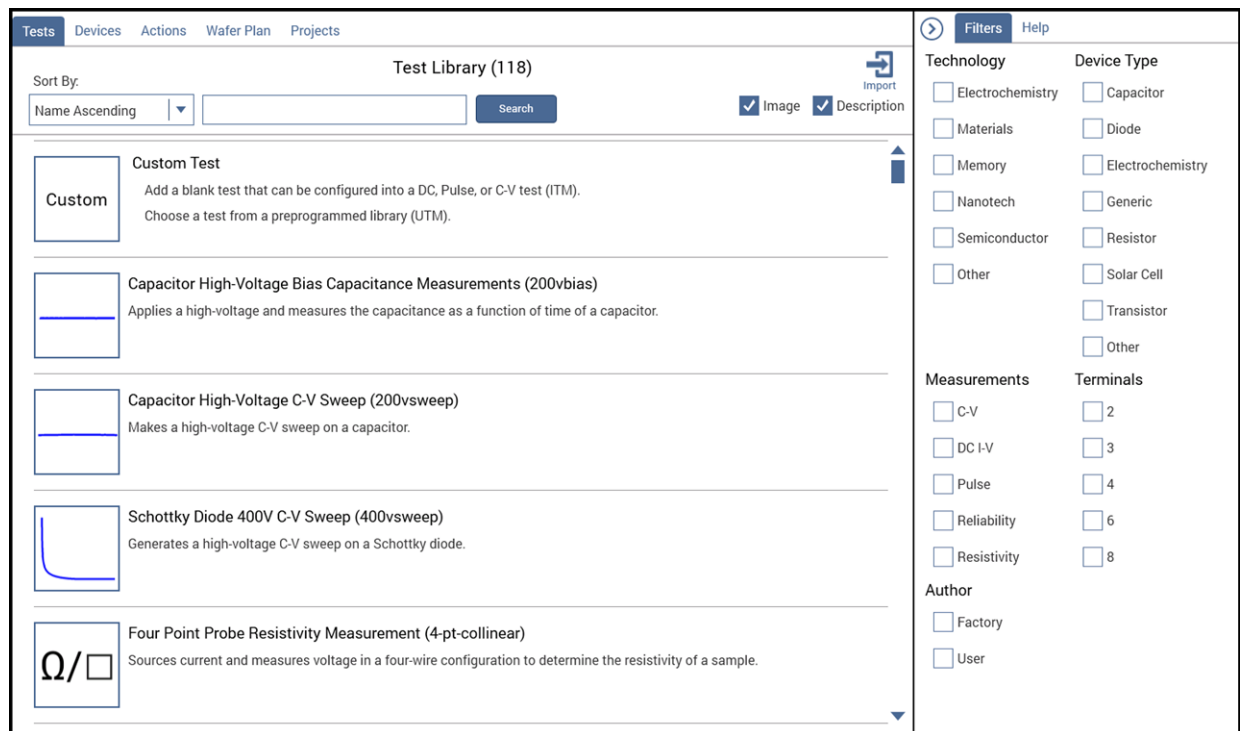 Tests Devices Actions Wafer Plan Projects
Test Library (118)
Import
Sort By:
Name Ascending
Search
Image
Description
Custom
Custom Test
Add a blank test that can be configured into a DC, Pulse, or C-V test (ITM).
Choose a test from a preprogrammed library (UTM).
Capacitor High-Voltage Bias Capacitance Measurements (200vbias)
Applies a high-voltage and measures the capacitance as a function of time of a capacitor.
Capacitor High-Voltage C-V Sweep (200vsweep)
Makes a high-voltage C-V sweep on a capacitor.
Schottky Diode 400V C-V Sweep (400vsweep)
Generates a high-voltage C-V sweep on a Schottky diode.
Ω/□
Four Point Probe Resistivity Measurement (4-pt-collinear)
Sources current and measures voltage in a four-wire configuration to determine the resistivity of a sample.
Filters Help
Technology
Electrochemistry
Materials
Memory
Nanotech
Semiconductor
Other
Device Type
Capacitor
Diode
Electrochemistry
Generic
Resistor
Solar Cell
Transistor
Other
Measurements
C-V
DC I-V
Pulse
Reliability
Resistivity
Terminals
2
3
4
6
8
Author
Factory
User